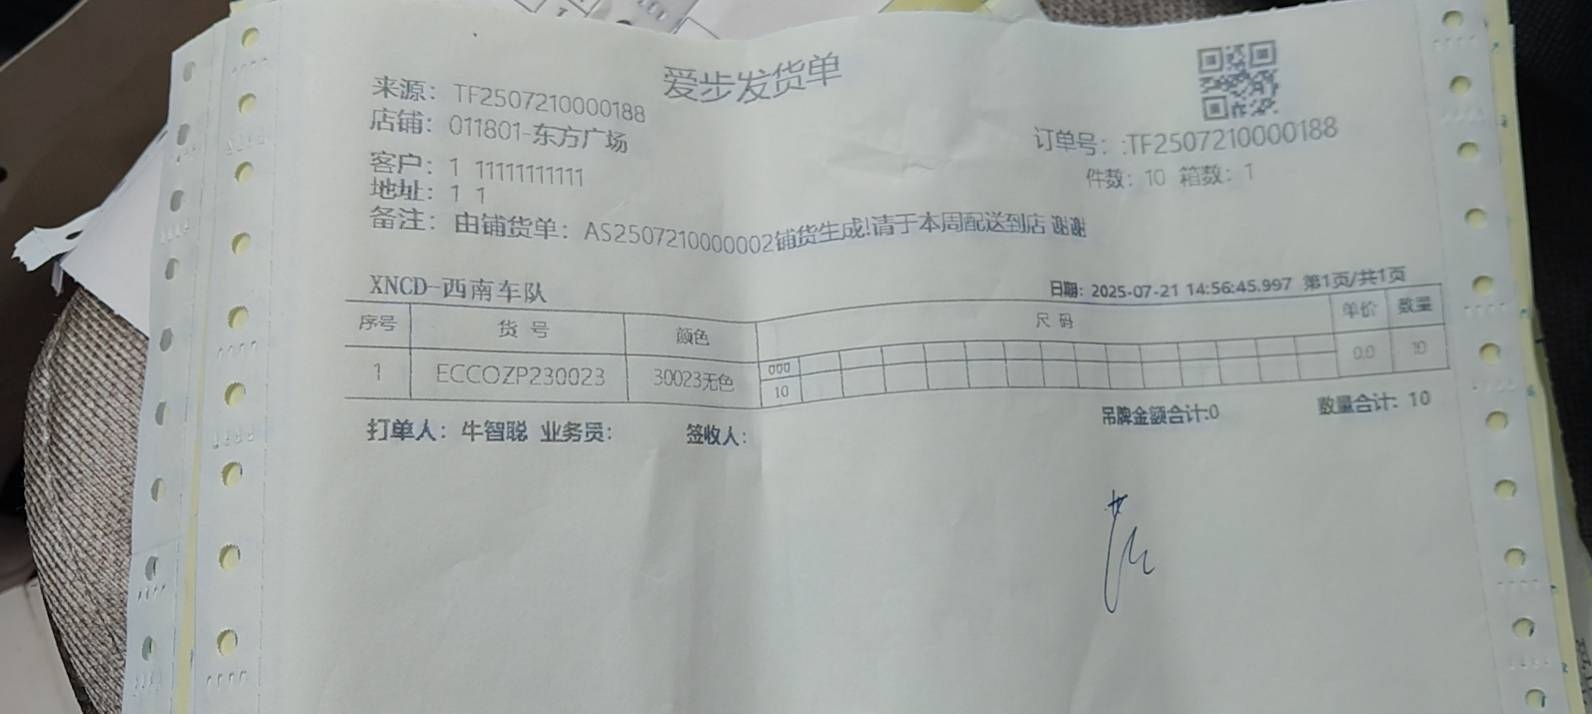 爱步发货单
来源：TF2507210000188
店铺：011801-东方广场
订单号：:TF2507210000188
客户：1 11111111111
件数：10 箱数：1
地址：1 1
备注：由铺货单：AS2507210000002铺货生成!请于本周配送到店 谢谢
XNCD-西南车队
日期：2025-07-21 14:56:45.997 第1页/共1页
序号 货 号 颜色 尺 码 单价 数量
1 ECCOZP230023 30023无色 000 0.0 10
10
吊牌金额合计:0 数量合计：10
打单人：牛智聪 业务员： 签收人：